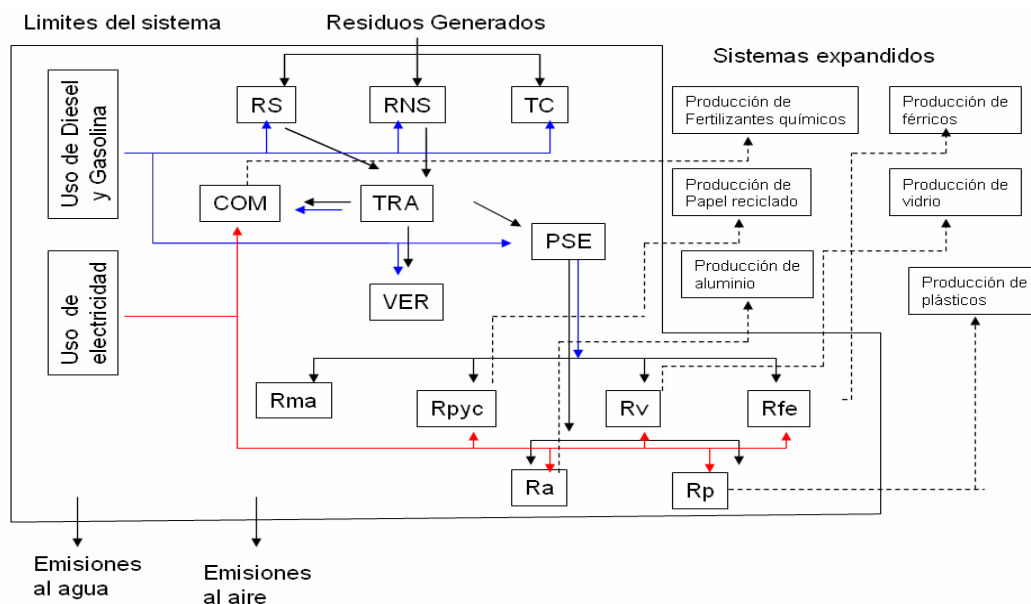 Limites del sistema
Residuos Generados
Sistemas expandidos
Uso de Diesel
y Gasolina
RS
RNS
TC
Producción de
Fertilizantes químicos
Producción de
férricos
COM
TRA
Producción de
Papel reciclado
Producción de
vidrio
PSE
Uso de
electricidad
VER
Producción de
aluminio
Producción de
plásticos
Rma
Rpyc
Rv
Rfe
Ra
Rp
Emisiones
al agua
Emisiones
al aire